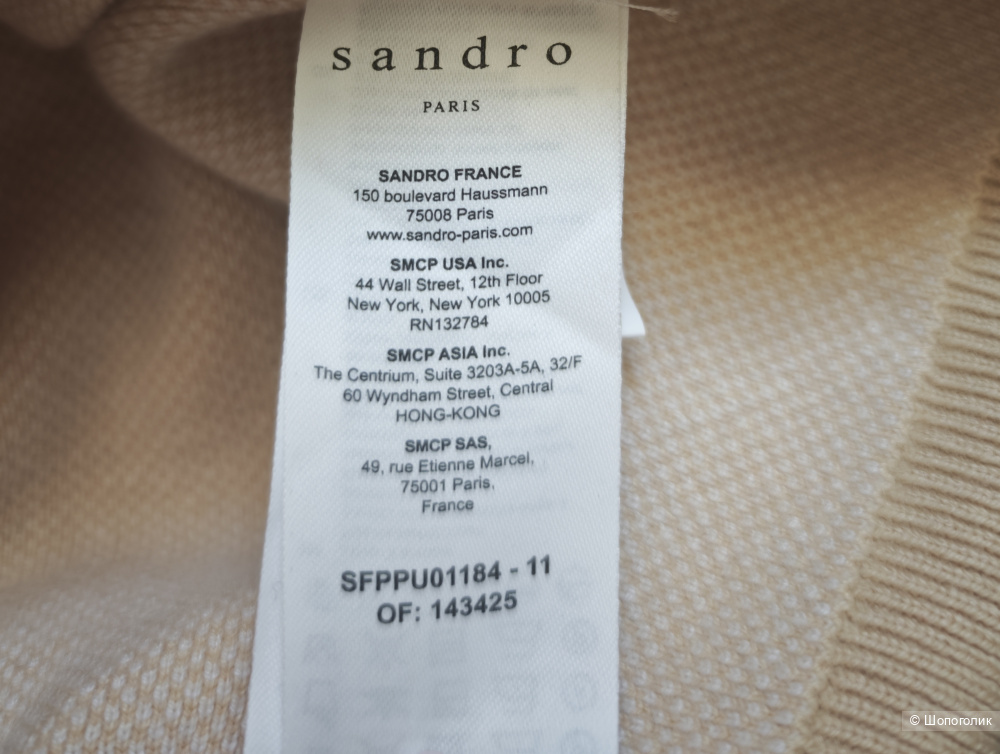 sandro
PARIS
SANDRO FRANCE
150 boulevard Haussmann
75008 Paris
www.sandro-paris.com
SMCP USA Inc.
44 Wall Street, 12th Floor
New York, New York 10005
RN132784
SMCP ASIA Inc.
The Centrium, Suite 3203A-5A, 32/F
60 Wyndham Street, Central
HONG-KONG
SMCP SAS,
49, rue Etienne Marcel,
75001 Paris,
France
SFPPU01184 - 11
OF: 143425
© Шопоголик